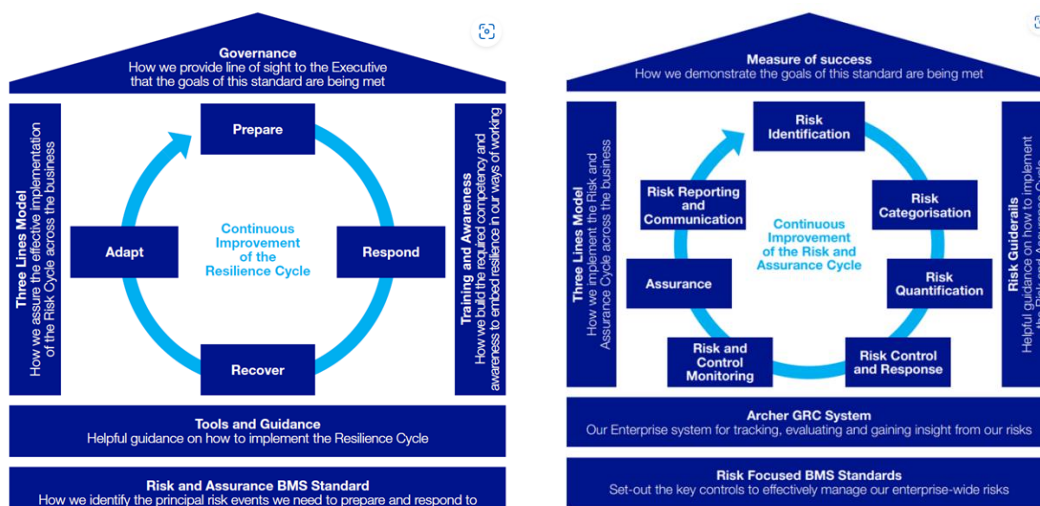 Governance
How we provide line of sight to the Executive
that the goals of this standard are being met
Three Lines Model
How we assure the effective implementation
of the Risk Cycle across the business
Prepare
Respond
Recover
Adapt
Continuous
Improvement
of the
Resilience Cycle
Training and Awareness
How we build the required competency and
awareness to embed resilience in our ways of working
Tools and Guidance
Helpful guidance on how to implement the Resilience Cycle
Risk and Assurance BMS Standard
How we identify the principal risk events we need to prepare and respond to
Measure of success
How we demonstrate the goals of this standard are being met
Three Lines Model
How we implement the Risk and
Assurance Cycle across the business
Risk
Identification
Risk
Categorisation
Risk
Quantification
Risk Control
and Response
Risk and
Control
Monitoring
Assurance
Risk Reporting
and
Communication
Continuous
Improvement
of the Risk and
Assurance Cycle
Risk Guiderails
Helpful guidance on how to implement
the Risk and Assurance Cycle
Archer GRC System
Our Enterprise system for tracking, evaluating and gaining insight from our risks
Risk Focused BMS Standards
Set-out the key controls to effectively manage our enterprise-wide risks